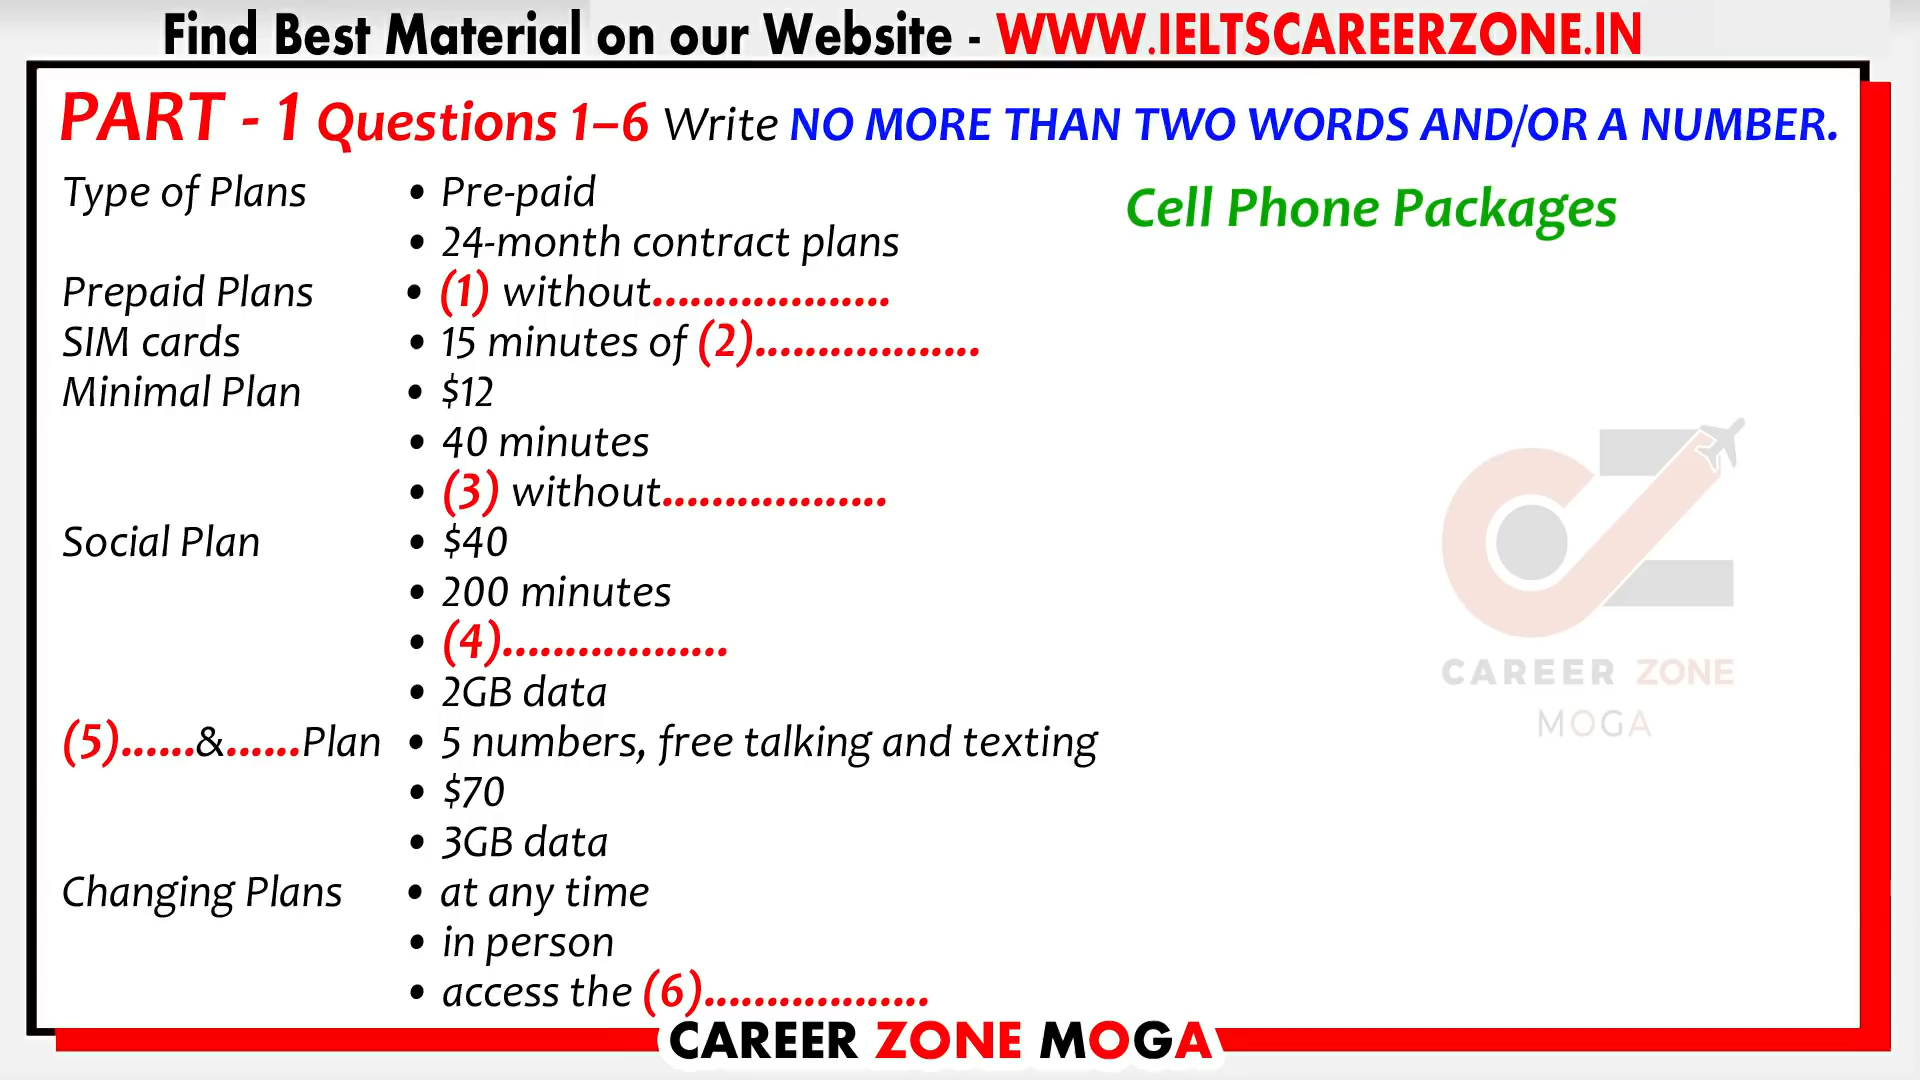 Find Best Material on our Website - WWW.IELTSCAREERZONE.IN
PART - 1 Questions 1–6 Write NO MORE THAN TWO WORDS AND/OR A NUMBER.
Cell Phone Packages
Type of Plans • Pre-paid
• 24-month contract plans
Prepaid Plans • (1) without...................
SIM cards • 15 minutes of (2)..................
Minimal Plan • $12
• 40 minutes
• (3) without..................
Social Plan • $40
• 200 minutes
• (4)..................
• 2GB data
(5)......&......Plan • 5 numbers, free talking and texting
• $70
• 3GB data
Changing Plans • at any time
• in person
• access the (6)..................
CAREER ZONE
MOGA
CAREER ZONE MOGA